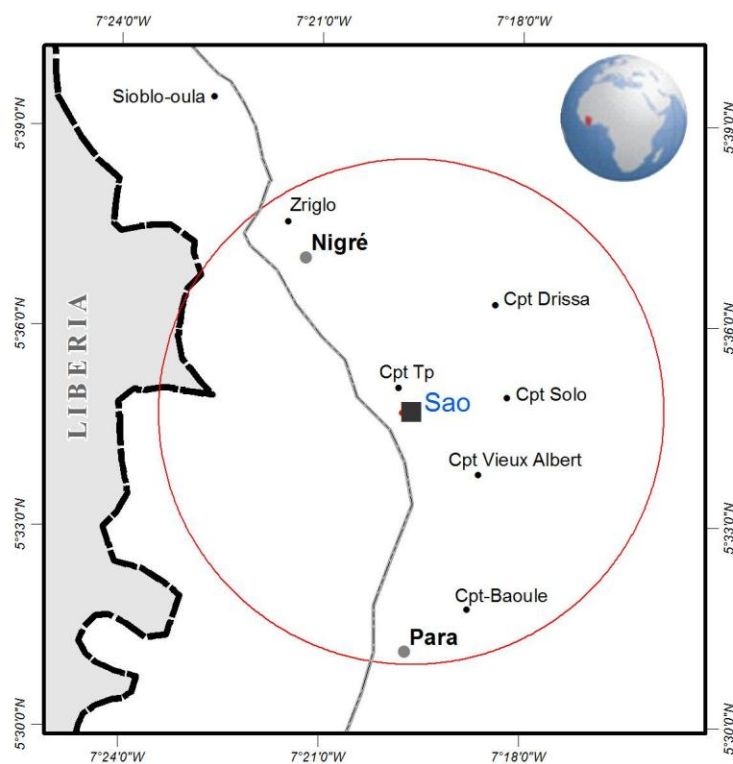 7°24'0"W
7°21'0"W
7°18'0"W
5°39'0"N
5°39'0"N
Sioblo-oula
Zriglo
Nigré
Cpt Drissa
5°36'0"N
5°36'0"N
LIBERIA
Cpt Tp
Sao
Cpt Solo
Cpt Vieux Albert
5°33'0"N
5°33'0"N
Cpt-Baoule
Para
5°30'0"N
5°30'0"N
7°24'0"W
7°21'0"W
7°18'0"W